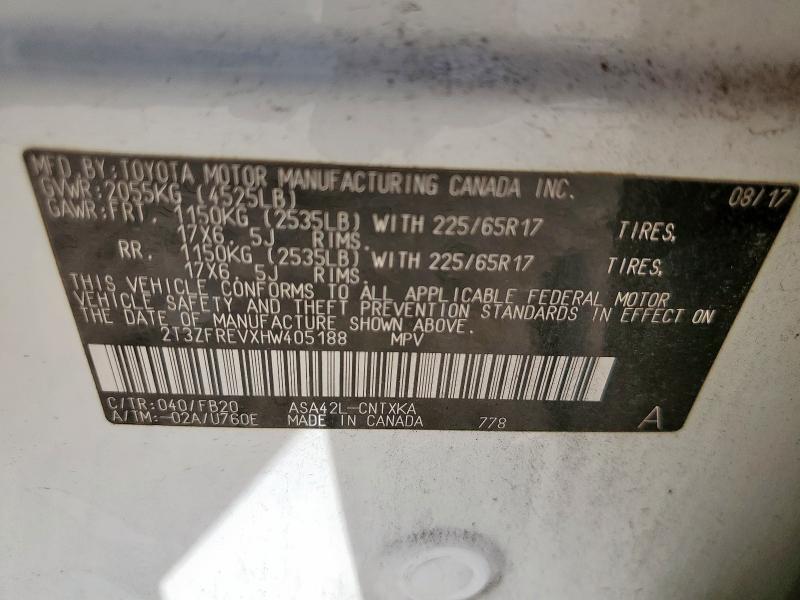 MFD.BY:TOYOTA MOTOR MANUFACTURING CANADA INC. 08/17
GVWR:2055KG (4525LB)
GAWR:FRT. 1150KG (2535LB) WITH 225/65R17 TIRES,
17X6.5J RIMS.
RR. 1150KG (2535LB) WITH 225/65R17 TIRES,
17X6.5J RIMS.
THIS VEHICLE CONFORMS TO ALL APPLICABLE FEDERAL MOTOR
VEHICLE SAFETY AND THEFT PREVENTION STANDARDS IN EFFECT ON
THE DATE OF MANUFACTURE SHOWN ABOVE.
2T3ZFREVXHW405188 MPV
C/TR:040/FB20 ASA42L-CNTXKA
A/TM:-02A/U760E MADE IN CANADA 778 A